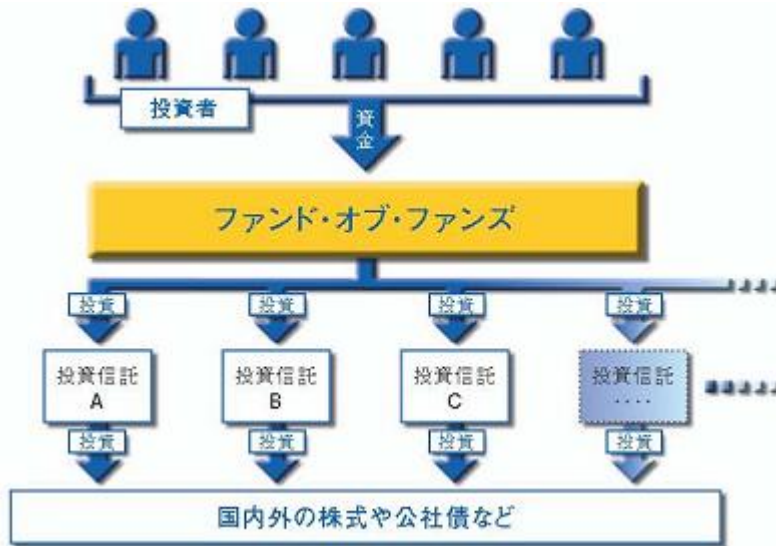 投資者
資金
ファンド・オブ・ファンズ
投資 投資 投資 投資
投資信託 投資信託 投資信託 投資信託
A B C ‥‥
投資 投資 投資 投資
国内外の株式や公社債など